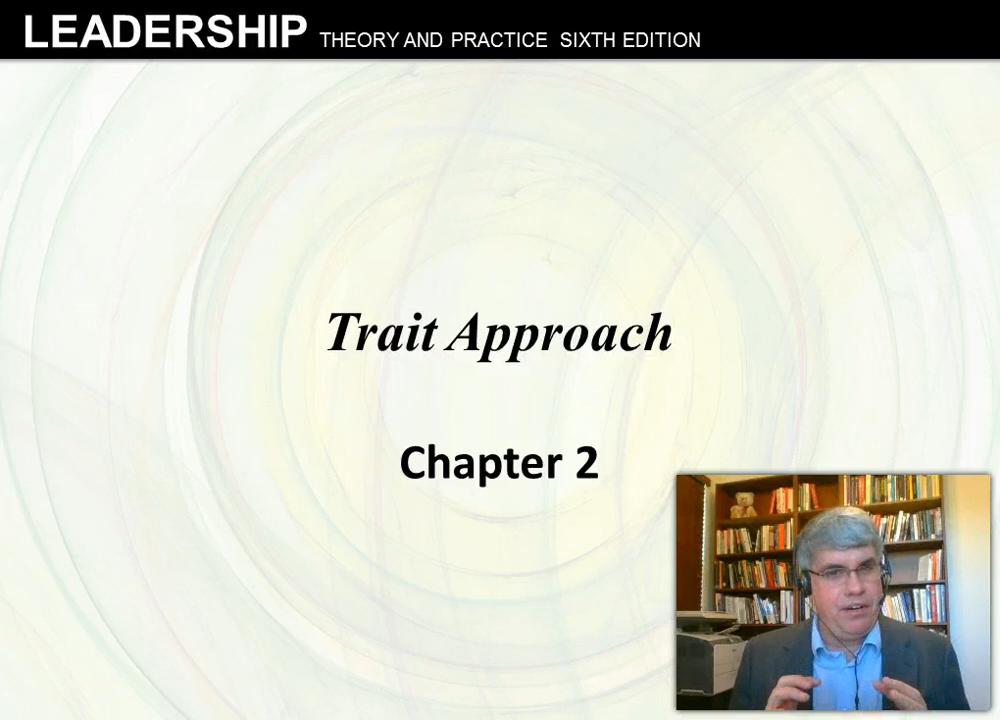 LEADERSHIP THEORY AND PRACTICE SIXTH EDITION
Trait Approach
Chapter 2